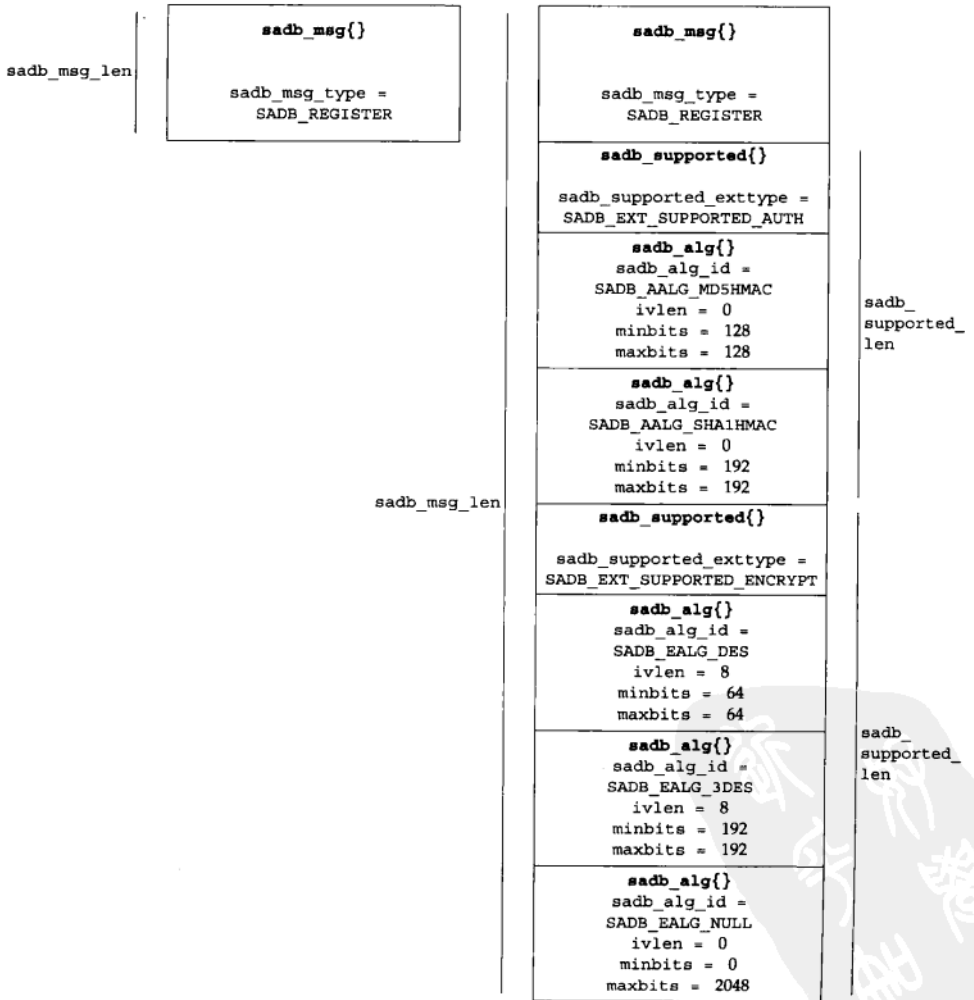 sadb_msg{}
sadb_msg_len
sadb_msg_type =
SADB_REGISTER
sadb_msg{}
sadb_msg_type =
SADB_REGISTER
sadb_supported{}
sadb_supported_exttype =
SADB_EXT_SUPPORTED_AUTH
sadb_alg{}
sadb_alg_id =
SADB_AALG_MD5HMAC
ivlen = 0
minbits = 128
maxbits = 128
sadb_
supported_
len
sadb_alg{}
sadb_alg_id =
SADB_AALG_SHA1HMAC
ivlen = 0
minbits = 192
maxbits = 192
sadb_msg_len
sadb_supported{}
sadb_supported_exttype =
SADB_EXT_SUPPORTED_ENCRYPT
sadb_alg{}
sadb_alg_id =
SADB_EALG_DES
ivlen = 8
minbits = 64
maxbits = 64
sadb_
supported_
len
sadb_alg{}
sadb_alg_id =
SADB_EALG_3DES
ivlen = 8
minbits = 192
maxbits = 192
sadb_alg{}
sadb_alg_id =
SADB_EALG_NULL
ivlen = 0
minbits = 0
maxbits = 2048